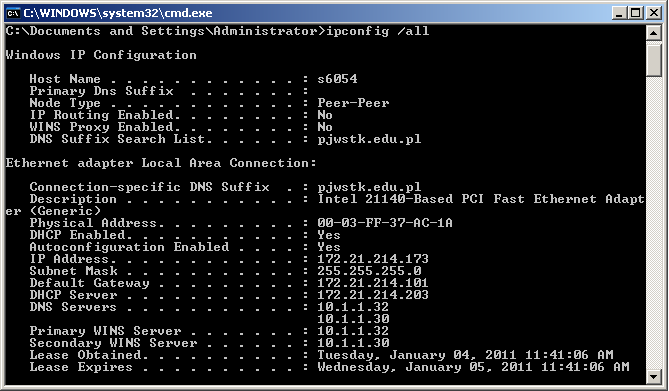 C:\WINDOWS\system32\cmd.exe
C:\Documents and Settings\Administrator>ipconfig /all
Windows IP Configuration
Host Name . . . . . . . . . . . . : s6054
Primary Dns Suffix  . . . . . . . :
Node Type . . . . . . . . . . . . : Peer-Peer
IP Routing Enabled. . . . . . . . : No
WINS Proxy Enabled. . . . . . . . : No
DNS Suffix Search List. . . . . . : pjwstk.edu.pl
Ethernet adapter Local Area Connection:
Connection-specific DNS Suffix  . : pjwstk.edu.pl
Description . . . . . . . . . . . : Intel 21140-Based PCI Fast Ethernet Adapt
er (Generic)
Physical Address. . . . . . . . . : 00-03-FF-37-AC-1A
DHCP Enabled. . . . . . . . . . . : Yes
Autoconfiguration Enabled . . . . : Yes
IP Address. . . . . . . . . . . . : 172.21.214.173
Subnet Mask . . . . . . . . . . . : 255.255.255.0
Default Gateway . . . . . . . . . : 172.21.214.101
DHCP Server . . . . . . . . . . . : 172.21.214.203
DNS Servers . . . . . . . . . . . : 10.1.1.32
10.1.1.30
Primary WINS Server . . . . . . . : 10.1.1.32
Secondary WINS Server . . . . . . : 10.1.1.30
Lease Obtained. . . . . . . . . . : Tuesday, January 04, 2011 11:41:06 AM
Lease Expires . . . . . . . . . . : Wednesday, January 05, 2011 11:41:06 AM